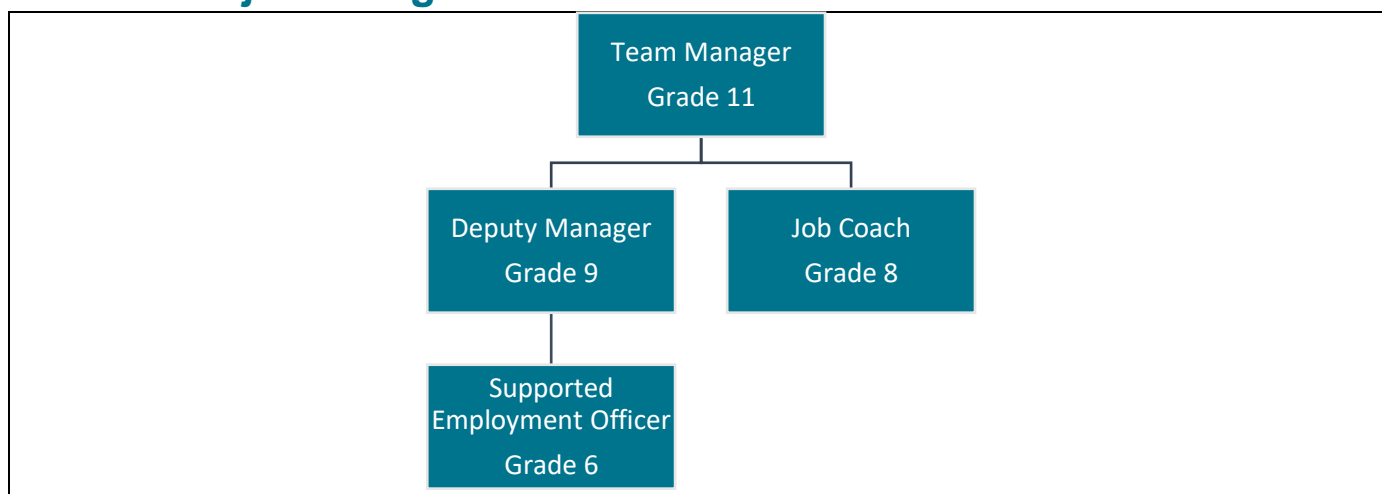 Team Manager
Grade 11
Deputy Manager
Grade 9
Job Coach
Grade 8
Supported
Employment Officer
Grade 6